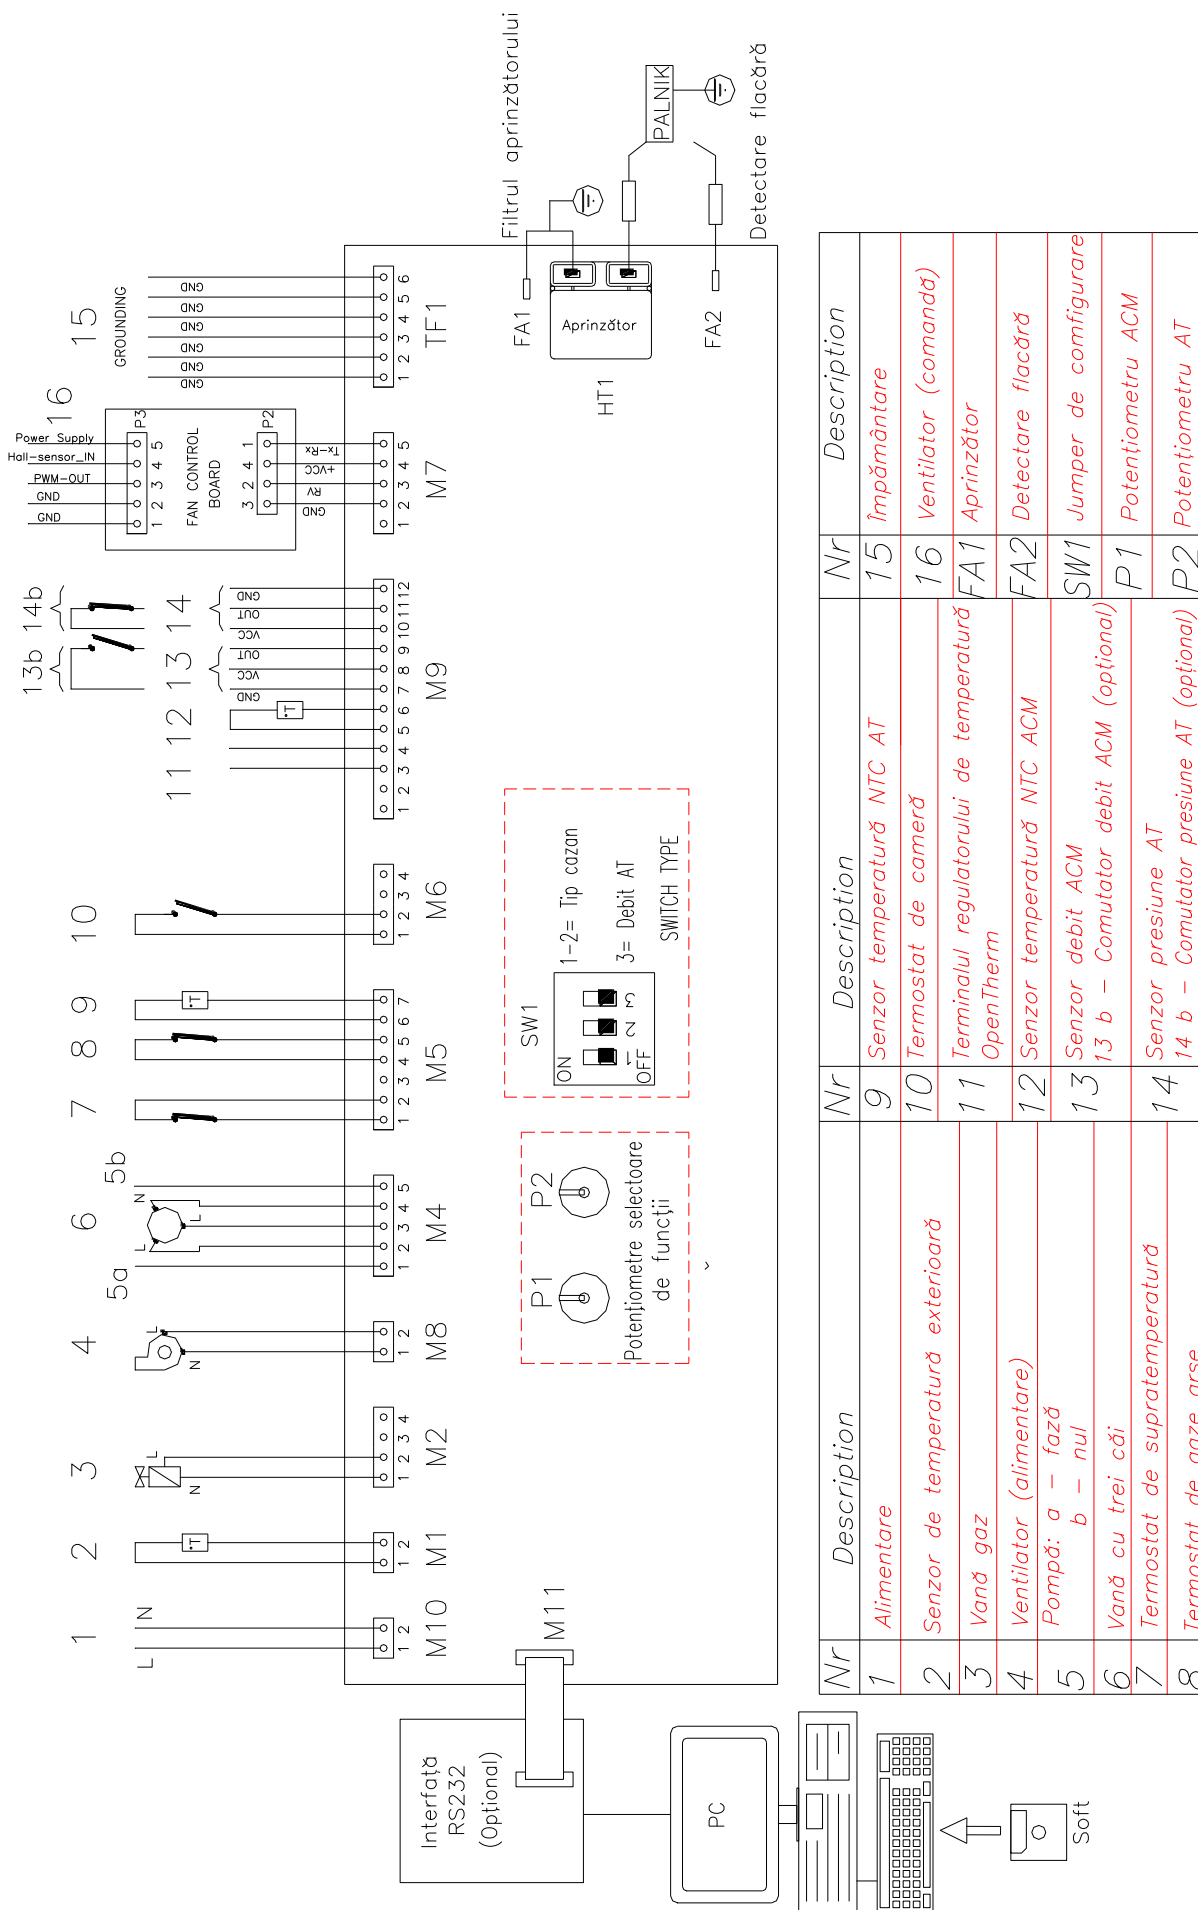 1
2
3
4
5a
6
5b
7
8
9
10
11
12
13b
14b
13
14
16
15
L
N
T
N
L
N
L
L
L
N
T
T
GND
VCC
OUT
VCC
OUT
GND
Power Supply
Hall-sensor_IN
PWM-OUT
GND
GND
P3
1 2 3 4 5
FAN CONTROL
BOARD
P2
3 2 4 1
GND
RV
+VCC
Tx-Rx
GROUNDING
GND
GND
GND
GND
GND
GND
1 2
M10
1 2
M1
1 2 3 4
M2
1 2
M8
1 2 3 4 5
M4
1 2 3 4 5 6 7
M5
1 2 3 4
M6
1 2 3 4 5 6 7 8 9 10 11 12
M9
1 2 3 4 5
M7
1 2 3 4 5 6
TF1
Filtrul aprinzătorului
FA1
Aprinzător
HT1
PALNIK
FA2
Detectare flacără
P1
P2
Potențiometre selectoare
de funcții
SW1
ON
1 2 3
OFF
1-2= Tip cazan
3= Debit AT
SWITCH TYPE
M11
Interfață
RS232
(Opțional)
PC
Soft
Nr Description Nr Description Nr Description
1 Alimentare
2 Senzor de temperatură exterioară
3 Vană gaz
4 Ventilator (alimentare)
5 Pompă: a - fază
b - nul
6 Vană cu trei căi
7 Termostat de supratemperatură
8 Termostat de gaze arse
9 Senzor temperatură NTC AT
10 Termostat de cameră
11 Terminalul regulatorului de temperatură
OpenTherm
12 Senzor temperatură NTC ACM
13 Senzor debit ACM
13 b - Comutator debit ACM (opțional)
14 Senzor presiune AT
14 b - Comutator presiune AT (opțional)
15 Împământare
16 Ventilator (comandă)
FA1 Aprinzător
FA2 Detectare flacără
SW1 Jumper de configurare
P1 Potențiometru ACM
P2 Potențiometru AT